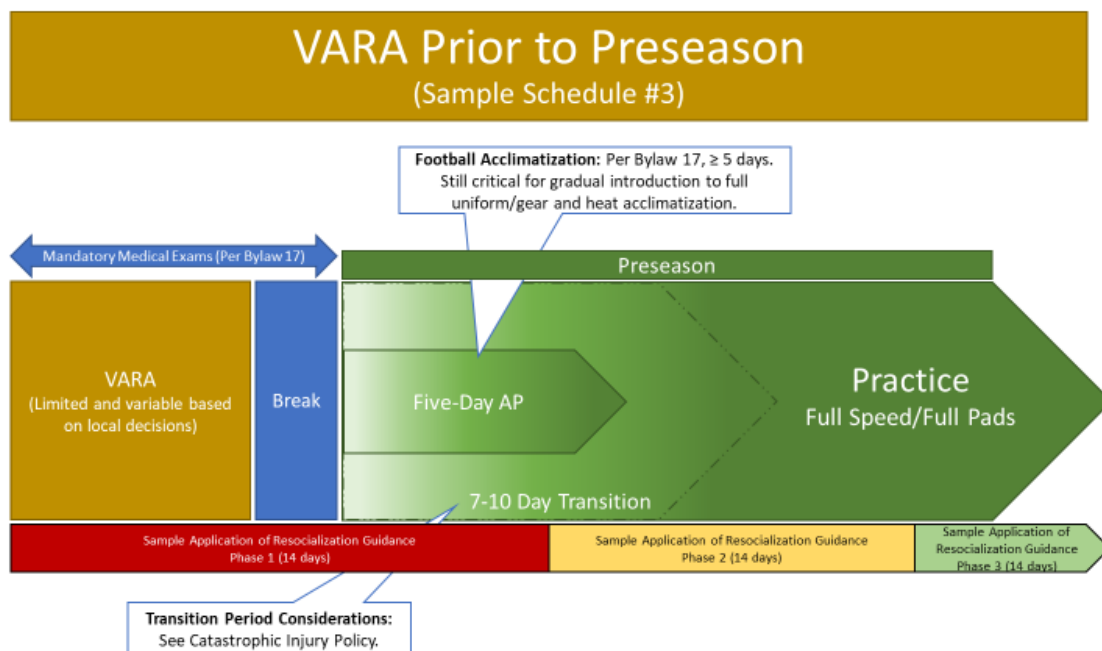 VARA Prior to Preseason
(Sample Schedule #3)
Football Acclimatization: Per Bylaw 17, ≥ 5 days.
Still critical for gradual introduction to full
uniform/gear and heat acclimatization.
Mandatory Medical Exams (Per Bylaw 17)
Preseason
VARA
(Limited and variable based
on local decisions)
Break
Five-Day AP
Practice
Full Speed/Full Pads
7-10 Day Transition
Sample Application of Resocialization Guidance
Phase 1 (14 days)
Sample Application of Resocialization Guidance
Phase 2 (14 days)
Sample Application of
Resocialization Guidance
Phase 3 (14 days)
Transition Period Considerations:
See Catastrophic Injury Policy.